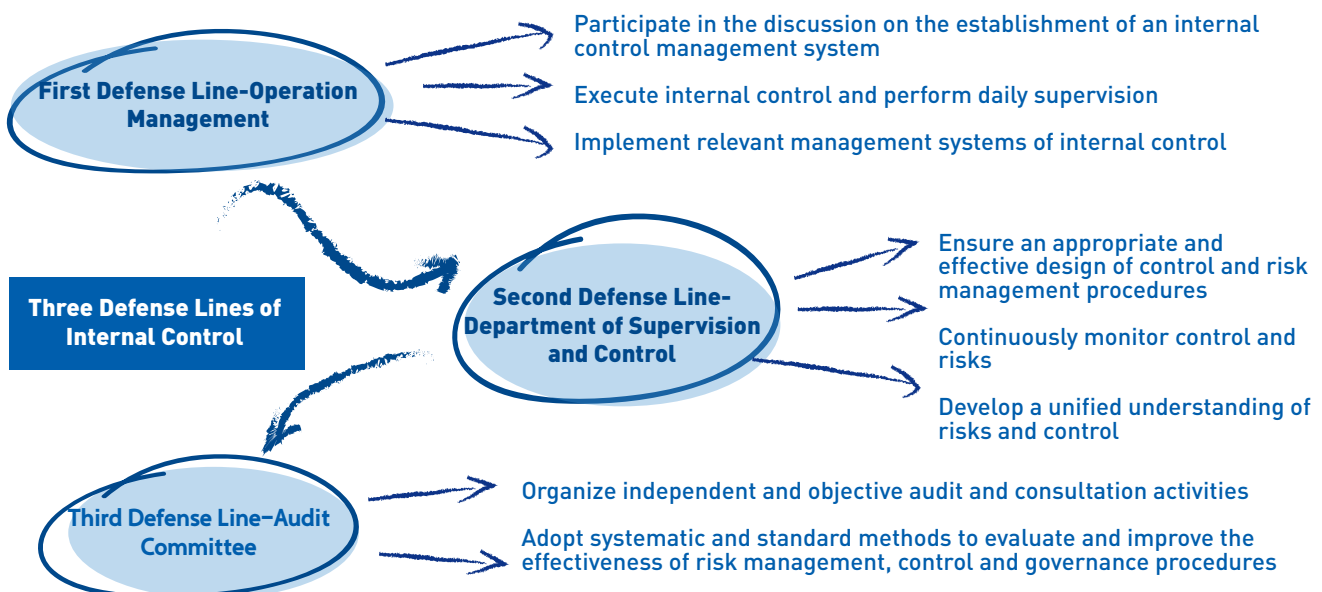 First Defense Line-Operation
Management
Participate in the discussion on the establishment of an internal
control management system
Execute internal control and perform daily supervision
Implement relevant management systems of internal control
Three Defense Lines of
Internal Control
Second Defense Line-
Department of Supervision
and Control
Ensure an appropriate and
effective design of control and risk
management procedures
Continuously monitor control and
risks
Develop a unified understanding of
risks and control
Third Defense Line–Audit
Committee
Organize independent and objective audit and consultation activities
Adopt systematic and standard methods to evaluate and improve the
effectiveness of risk management, control and governance procedures